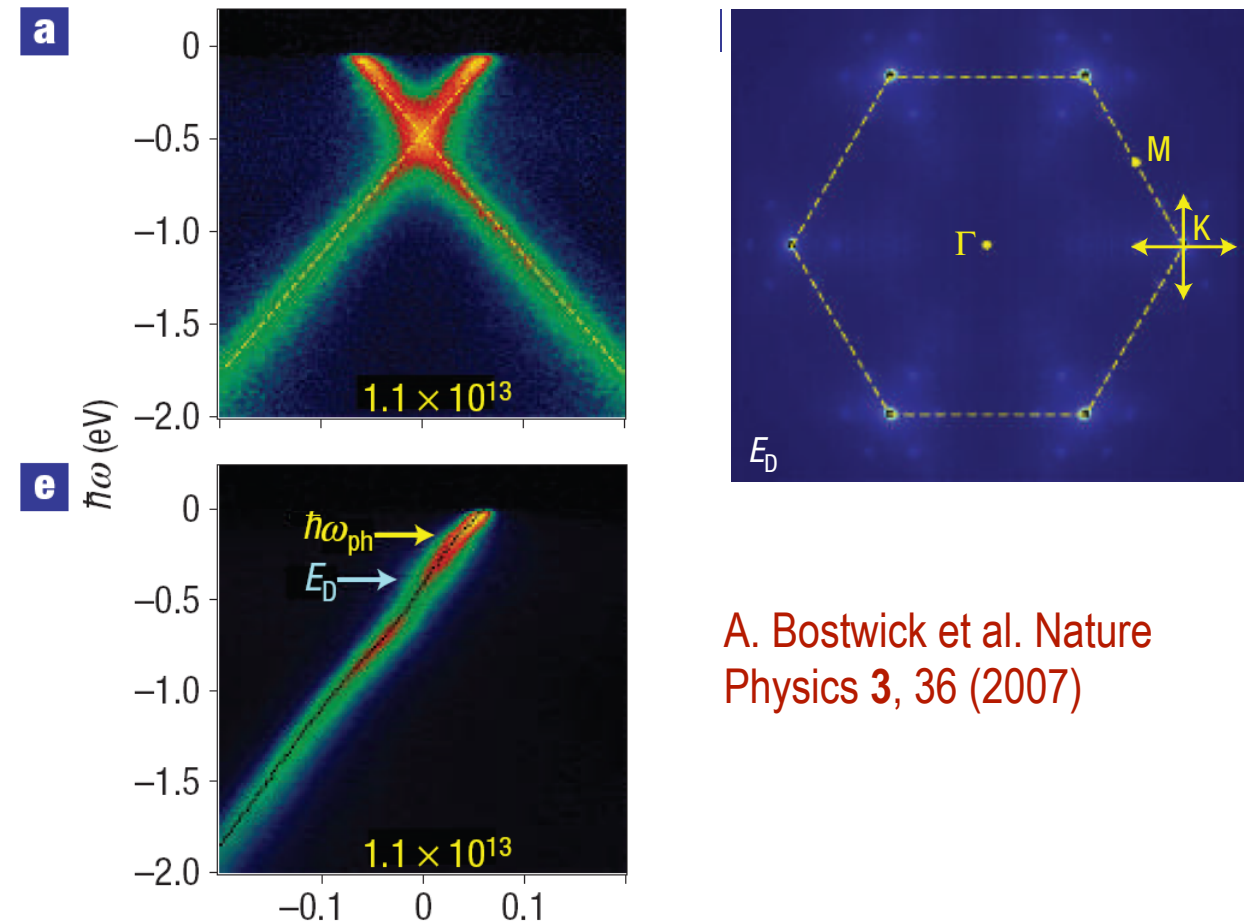 a
0
−0.5
−1.0
−1.5
−2.0
1.1 × 10¹³
ħω (eV)
e
0
−0.5
−1.0
−1.5
−2.0
ħω_ph
E_D
1.1 × 10¹³
−0.1 0 0.1
M
K
Γ
E_D
A. Bostwick et al. Nature
Physics 3, 36 (2007)